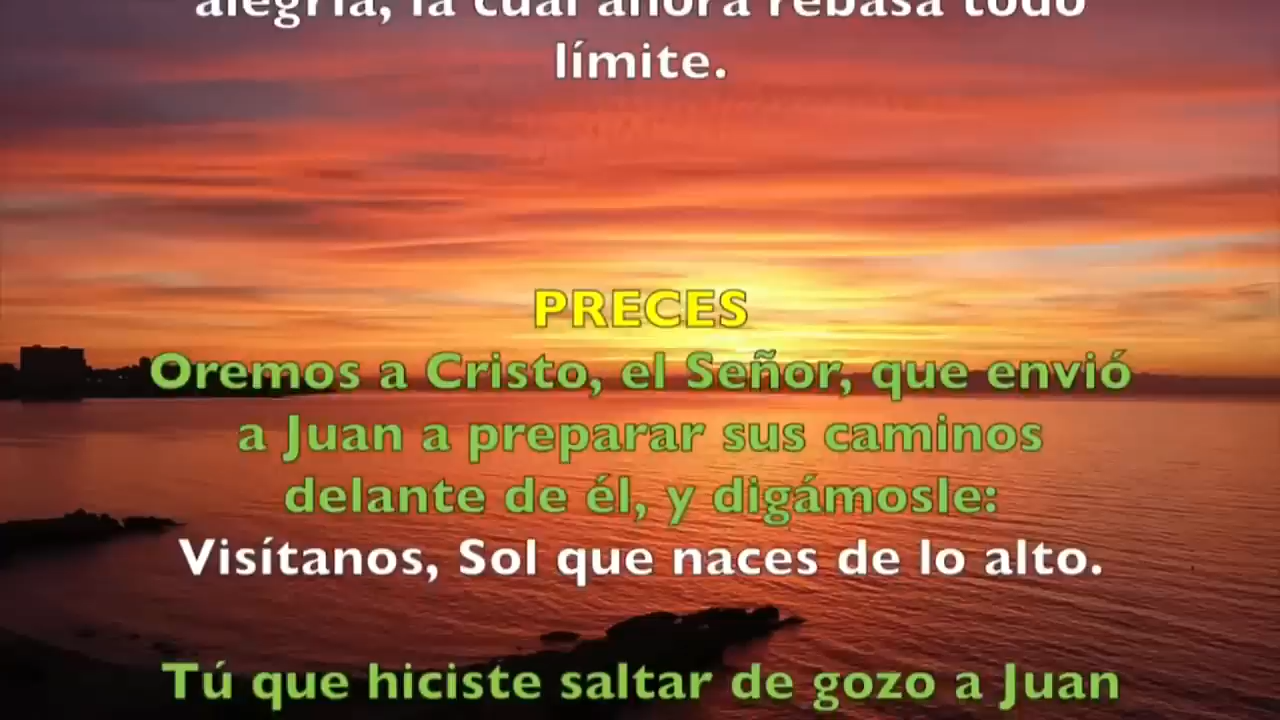 alegría, la cual ahora rebasa todo
límite.
PRECES
Oremos a Cristo, el Señor, que envió
a Juan a preparar sus caminos
delante de él, y digámosle:
Visítanos, Sol que naces de lo alto.
Tú que hiciste saltar de gozo a Juan